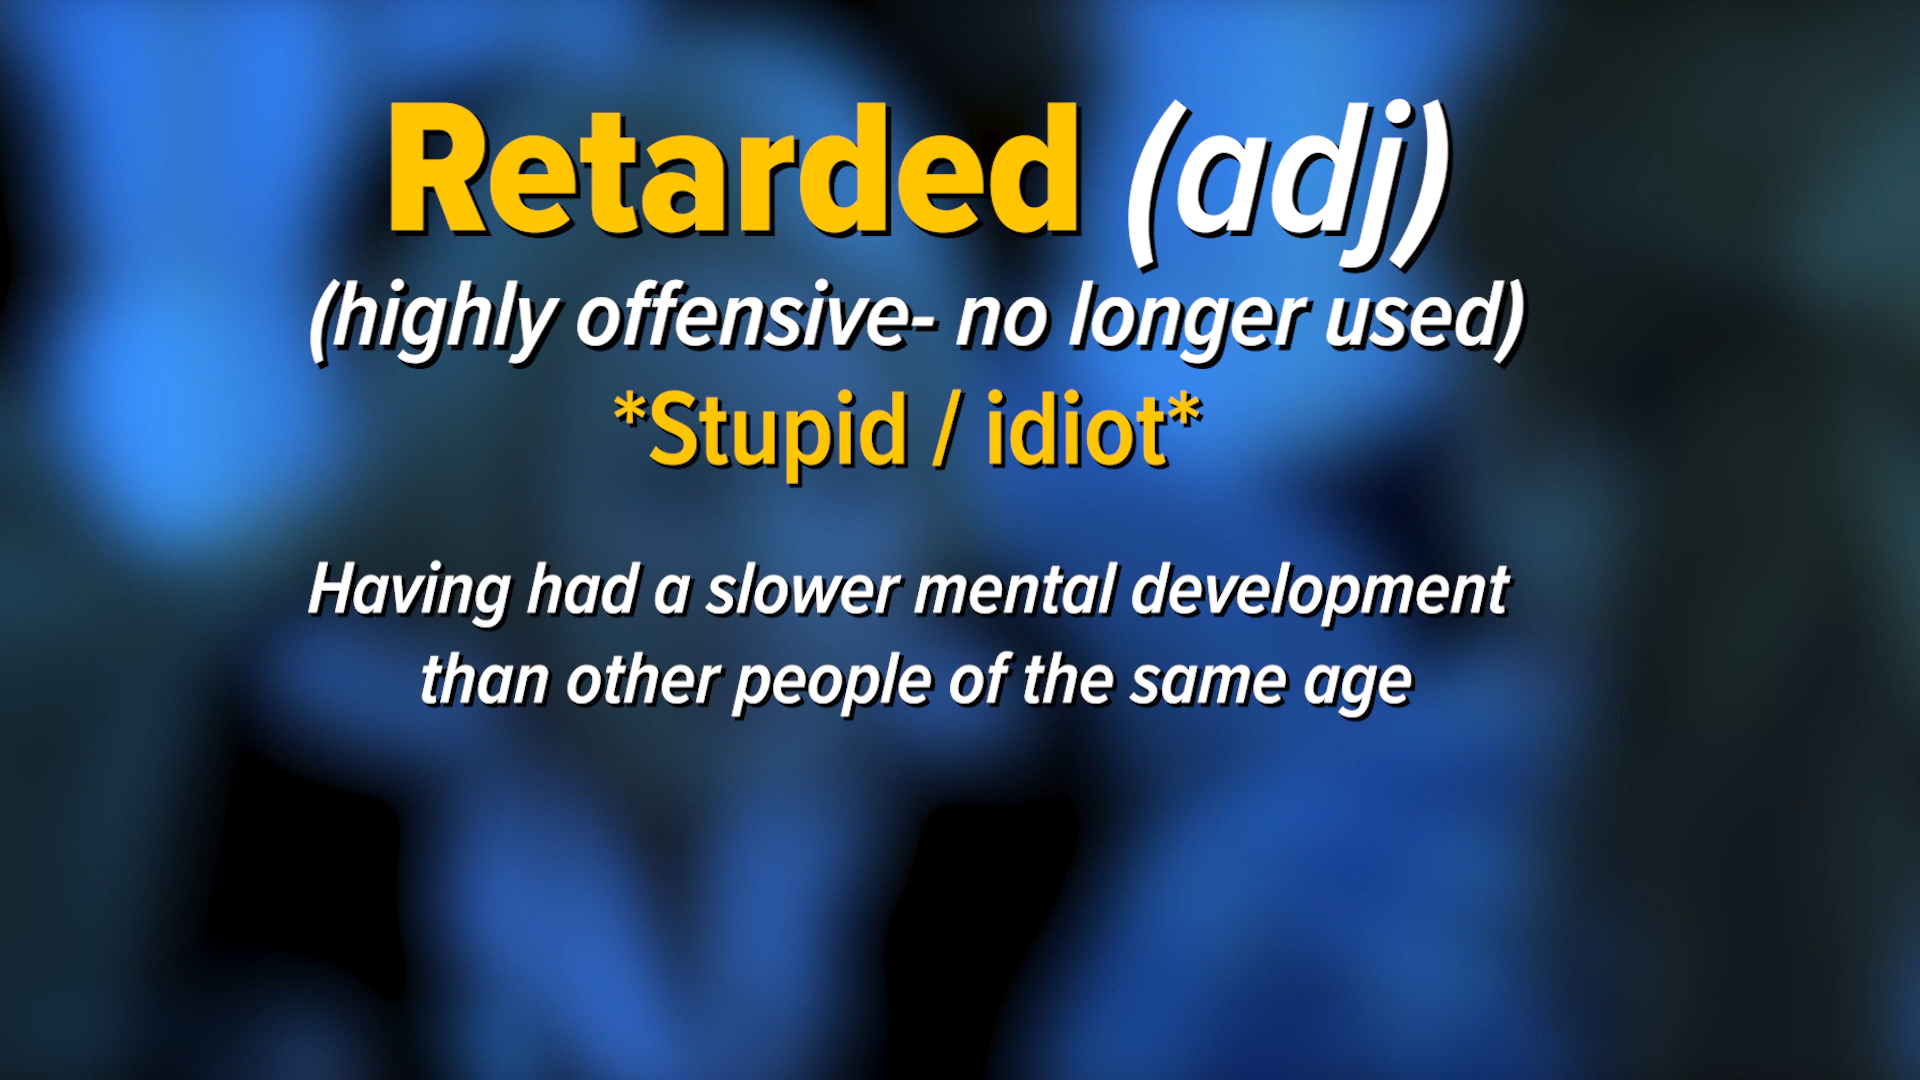 Retarded (adj)
(highly offensive- no longer used)
*Stupid / idiot*
Having had a slower mental development
than other people of the same age